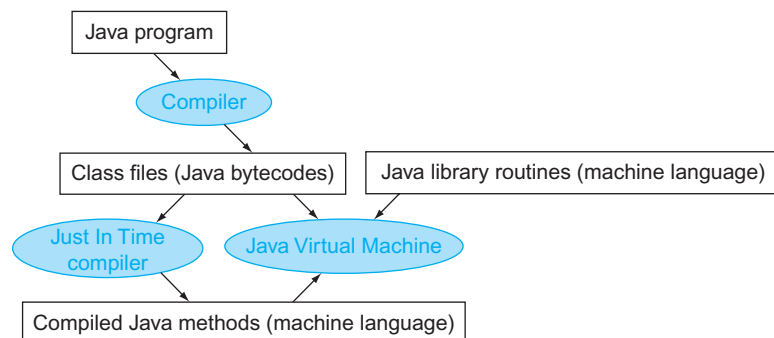 Java program
Compiler
Class files (Java bytecodes)
Java library routines (machine language)
Just In Time
compiler
Java Virtual Machine
Compiled Java methods (machine language)